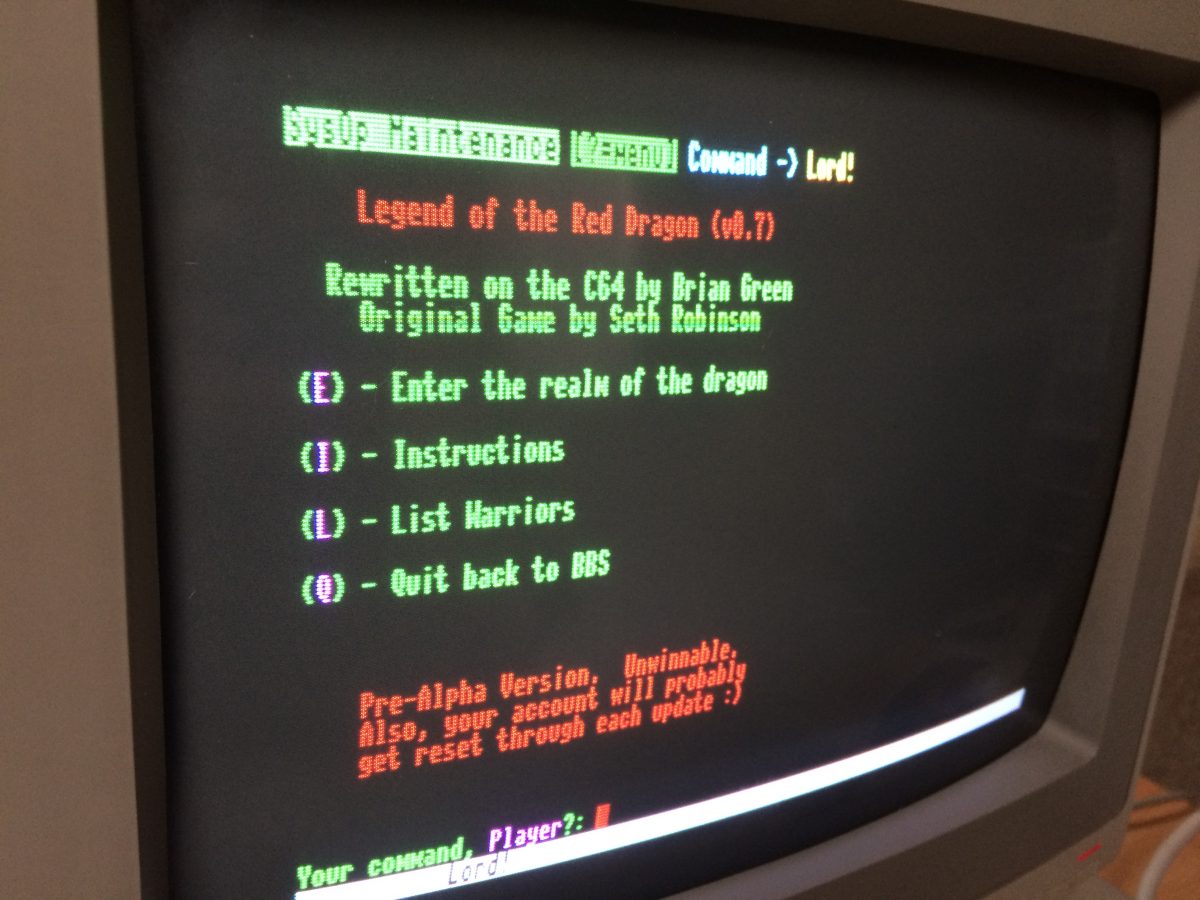 SysOp Maintenance [?=Menu] Command -> Lord!
Legend of the Red Dragon (v0.7)
Rewritten on the C64 by Brian Green
Original Game by Seth Robinson
(E) - Enter the realm of the dragon
(I) - Instructions
(L) - List Warriors
(Q) - Quit back to BBS
Pre-Alpha Version. Unwinnable.
Also, your account will probably
get reset through each update :)
Your command, Player?:
Lord!